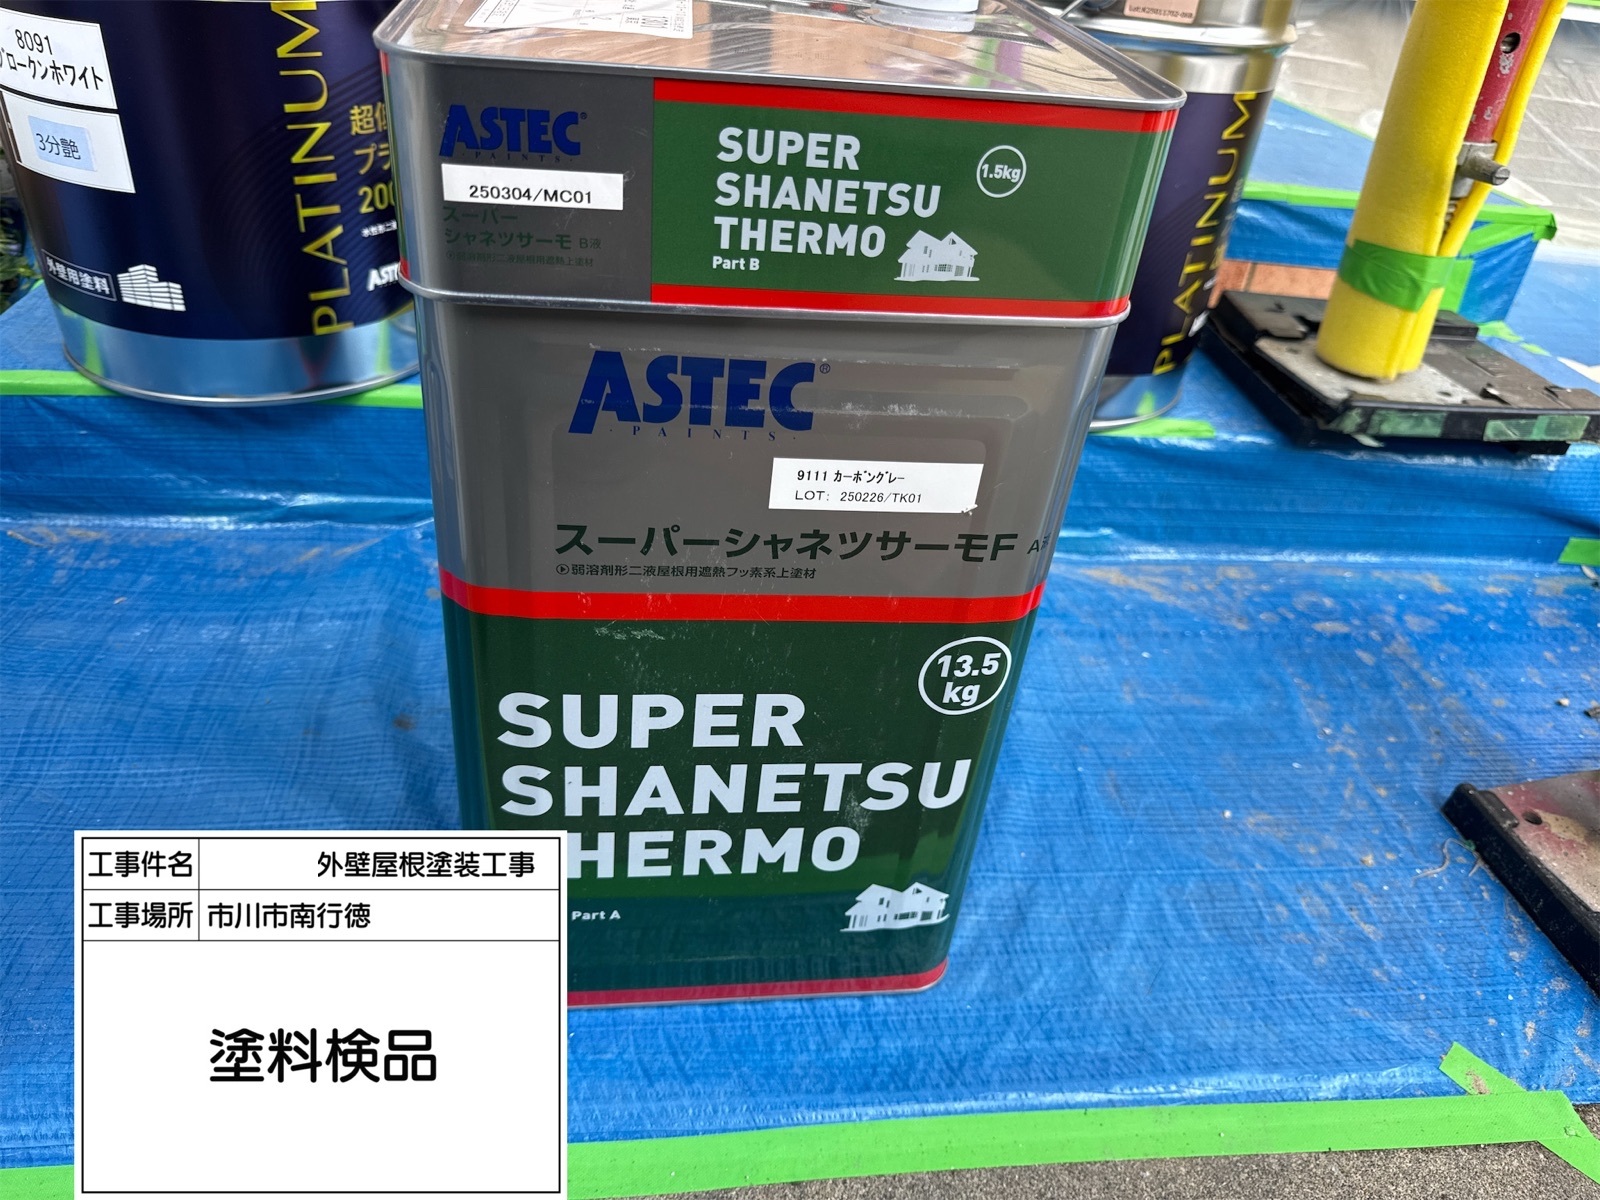 8091
ブロークンホワイト
3分艶
PLATINUM
外壁用塗料
ASTEC
PAINTS
250304/MC01
スーパー
シャネツサーモ B液
SUPER
SHANETSU
THERMO
Part B
1.5kg
PLATINUM
ASTEC
PAINTS
9111 カーボングレー
LOT: 250226/TK01
スーパーシャネツサーモF
弱溶剤形二液屋根用遮熱フッ素系上塗材
13.5
kg
SUPER
SHANETSU
THERMO
Part A
工事件名 外壁屋根塗装工事
工事場所 市川市南行徳
塗料検品